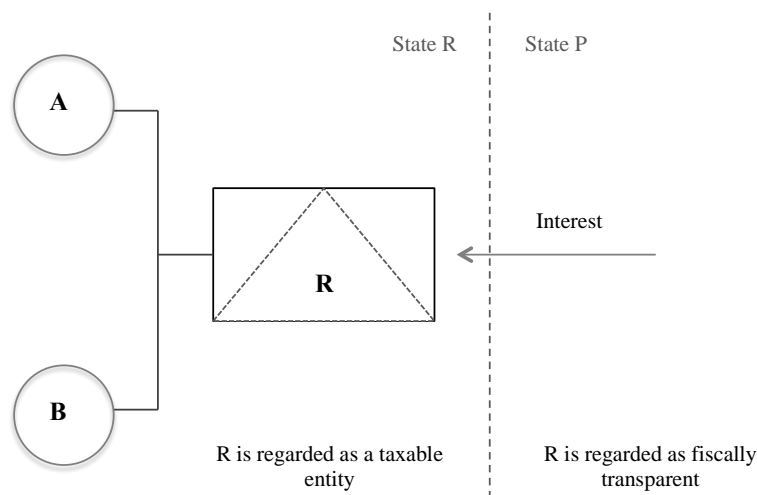 State R
State P
A
Interest
R
B
R is regarded as a taxable
entity
R is regarded as fiscally
transparent